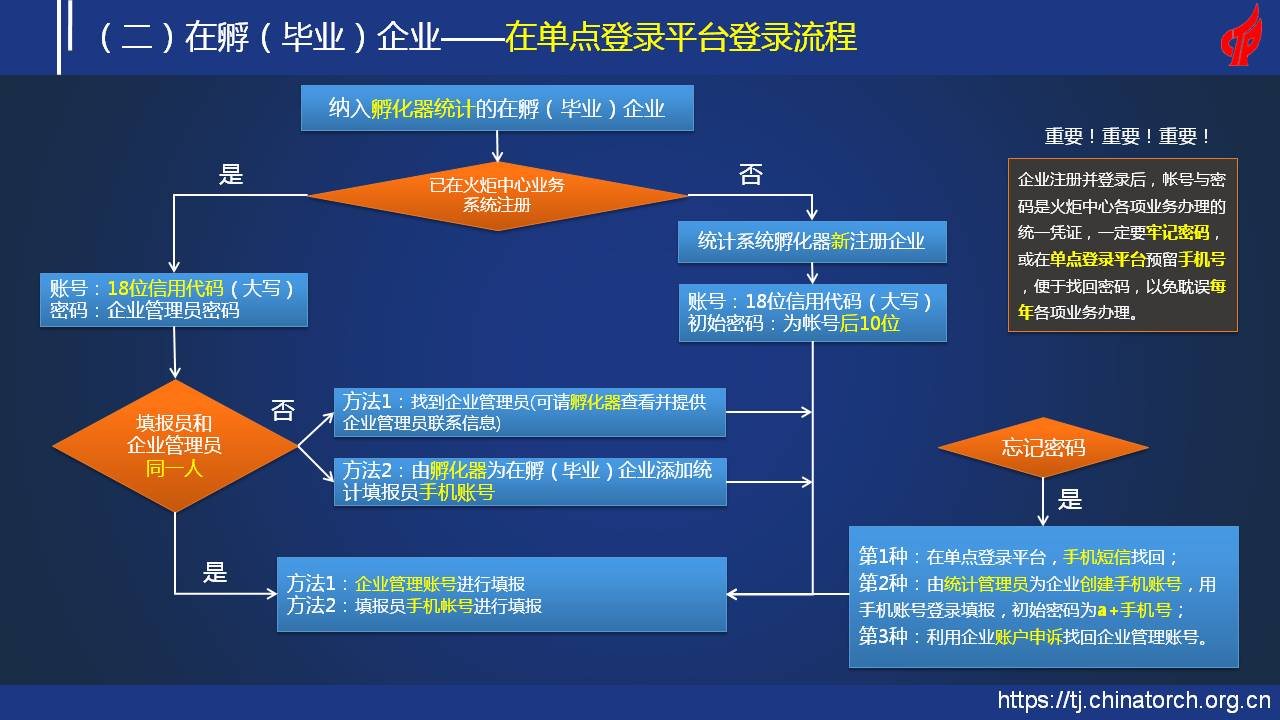 （二）在孵（毕业）企业——在单点登录平台登录流程
纳入孵化器统计的在孵（毕业）企业
重要！重要！重要！
是
已在火炬中心业务
系统注册
否
企业注册并登录后，帐号与密
码是火炬中心各项业务办理的
统一凭证，一定要牢记密码，
或在单点登录平台预留手机号
，便于找回密码，以免耽误每
年各项业务办理。
统计系统孵化器新注册企业
账号：18位信用代码（大写）
密码：企业管理员密码
账号：18位信用代码（大写）
初始密码：为帐号后10位
填报员和
企业管理员
同一人
否
方法1：找到企业管理员(可请孵化器查看并提供
企业管理员联系信息)
方法2：由孵化器为在孵（毕业）企业添加统
计填报员手机账号
忘记密码
是
是
方法1：企业管理账号进行填报
方法2：填报员手机帐号进行填报
第1种：在单点登录平台，手机短信找回；
第2种：由统计管理员为企业创建手机账号，用
手机账号登录填报，初始密码为a+手机号；
第3种：利用企业账户申诉找回企业管理账号。
https://tj.chinatorch.org.cn